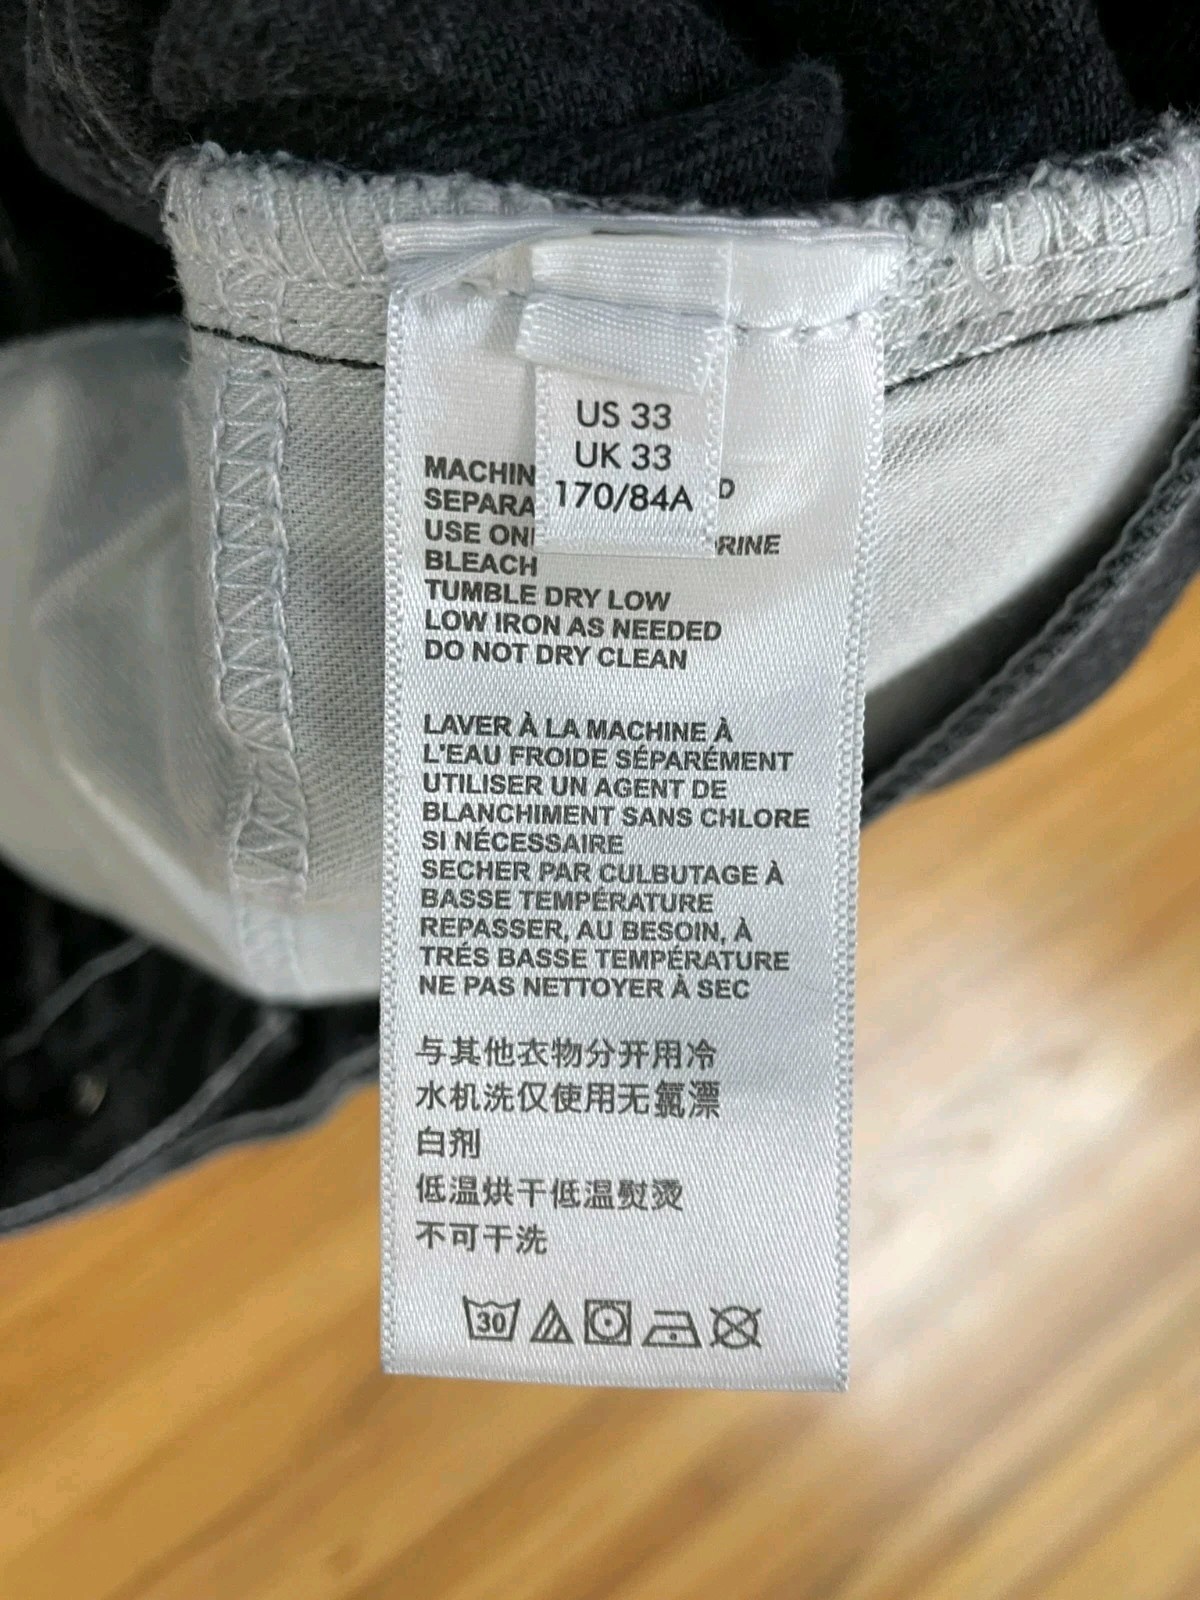 US 33
UK 33
170/84A
MACHIN D
SEPARA
USE ON RINE
BLEACH
TUMBLE DRY LOW
LOW IRON AS NEEDED
DO NOT DRY CLEAN
LAVER À LA MACHINE À
L'EAU FROIDE SÉPARÉMENT
UTILISER UN AGENT DE
BLANCHIMENT SANS CHLORE
SI NÉCESSAIRE
SECHER PAR CULBUTAGE À
BASSE TEMPÉRATURE
REPASSER, AU BESOIN, À
TRÉS BASSE TEMPÉRATURE
NE PAS NETTOYER À SEC
与其他衣物分开用冷
水机洗仅使用无氯漂
白剂
低温烘干低温熨烫
不可干洗
30